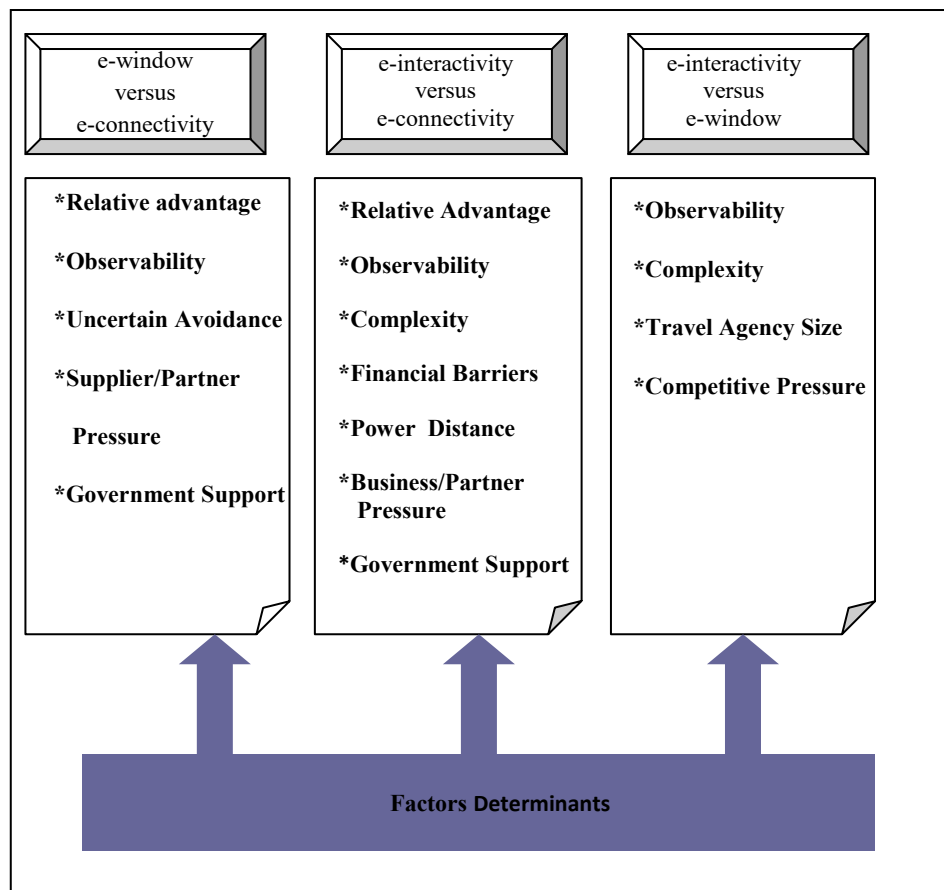 e-window
versus
e-connectivity
e-interactivity
versus
e-connectivity
e-interactivity
versus
e-window
*Relative advantage
*Observability
*Uncertain Avoidance
*Supplier/Partner
Pressure
*Government Support
*Relative Advantage
*Observability
*Complexity
*Financial Barriers
*Power Distance
*Business/Partner
Pressure
*Government Support
*Observability
*Complexity
*Travel Agency Size
*Competitive Pressure
Factors Determinants